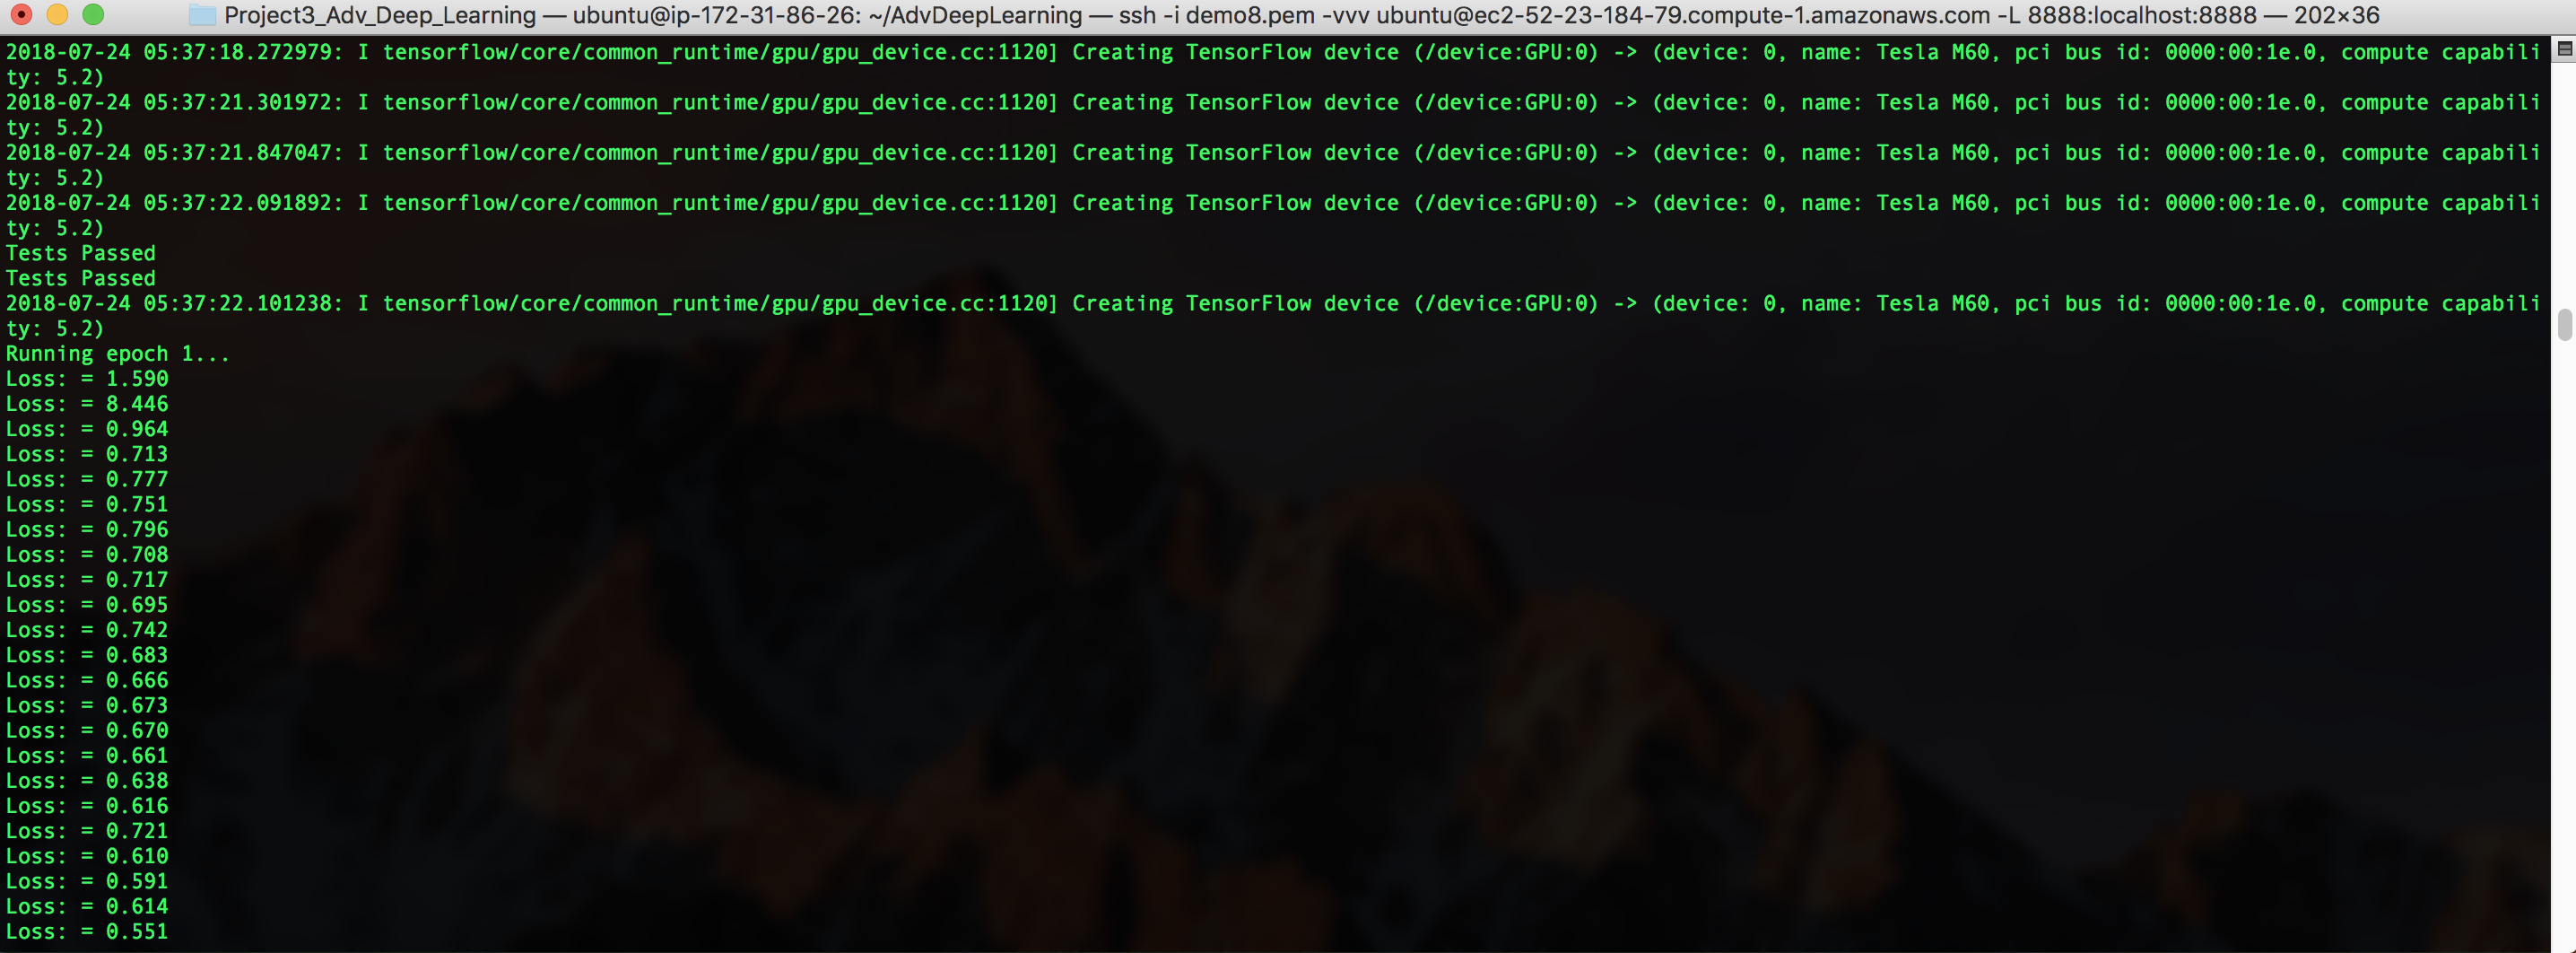 Project3_Adv_Deep_Learning — ubuntu@ip-172-31-86-26: ~/AdvDeepLearning — ssh -i demo8.pem -vvv ubuntu@ec2-52-23-184-79.compute-1.amazonaws.com -L 8888:localhost:8888 — 202×36
2018-07-24 05:37:18.272979: I tensorflow/core/common_runtime/gpu/gpu_device.cc:1120] Creating TensorFlow device (/device:GPU:0) -> (device: 0, name: Tesla M60, pci bus id: 0000:00:1e.0, compute capabili
ty: 5.2)
2018-07-24 05:37:21.301972: I tensorflow/core/common_runtime/gpu/gpu_device.cc:1120] Creating TensorFlow device (/device:GPU:0) -> (device: 0, name: Tesla M60, pci bus id: 0000:00:1e.0, compute capabili
ty: 5.2)
2018-07-24 05:37:21.847047: I tensorflow/core/common_runtime/gpu/gpu_device.cc:1120] Creating TensorFlow device (/device:GPU:0) -> (device: 0, name: Tesla M60, pci bus id: 0000:00:1e.0, compute capabili
ty: 5.2)
2018-07-24 05:37:22.091892: I tensorflow/core/common_runtime/gpu/gpu_device.cc:1120] Creating TensorFlow device (/device:GPU:0) -> (device: 0, name: Tesla M60, pci bus id: 0000:00:1e.0, compute capabili
ty: 5.2)
Tests Passed
Tests Passed
2018-07-24 05:37:22.101238: I tensorflow/core/common_runtime/gpu/gpu_device.cc:1120] Creating TensorFlow device (/device:GPU:0) -> (device: 0, name: Tesla M60, pci bus id: 0000:00:1e.0, compute capabili
ty: 5.2)
Running epoch 1...
Loss: = 1.590
Loss: = 8.446
Loss: = 0.964
Loss: = 0.713
Loss: = 0.777
Loss: = 0.751
Loss: = 0.796
Loss: = 0.708
Loss: = 0.717
Loss: = 0.695
Loss: = 0.742
Loss: = 0.683
Loss: = 0.666
Loss: = 0.673
Loss: = 0.670
Loss: = 0.661
Loss: = 0.638
Loss: = 0.616
Loss: = 0.721
Loss: = 0.610
Loss: = 0.591
Loss: = 0.614
Loss: = 0.551